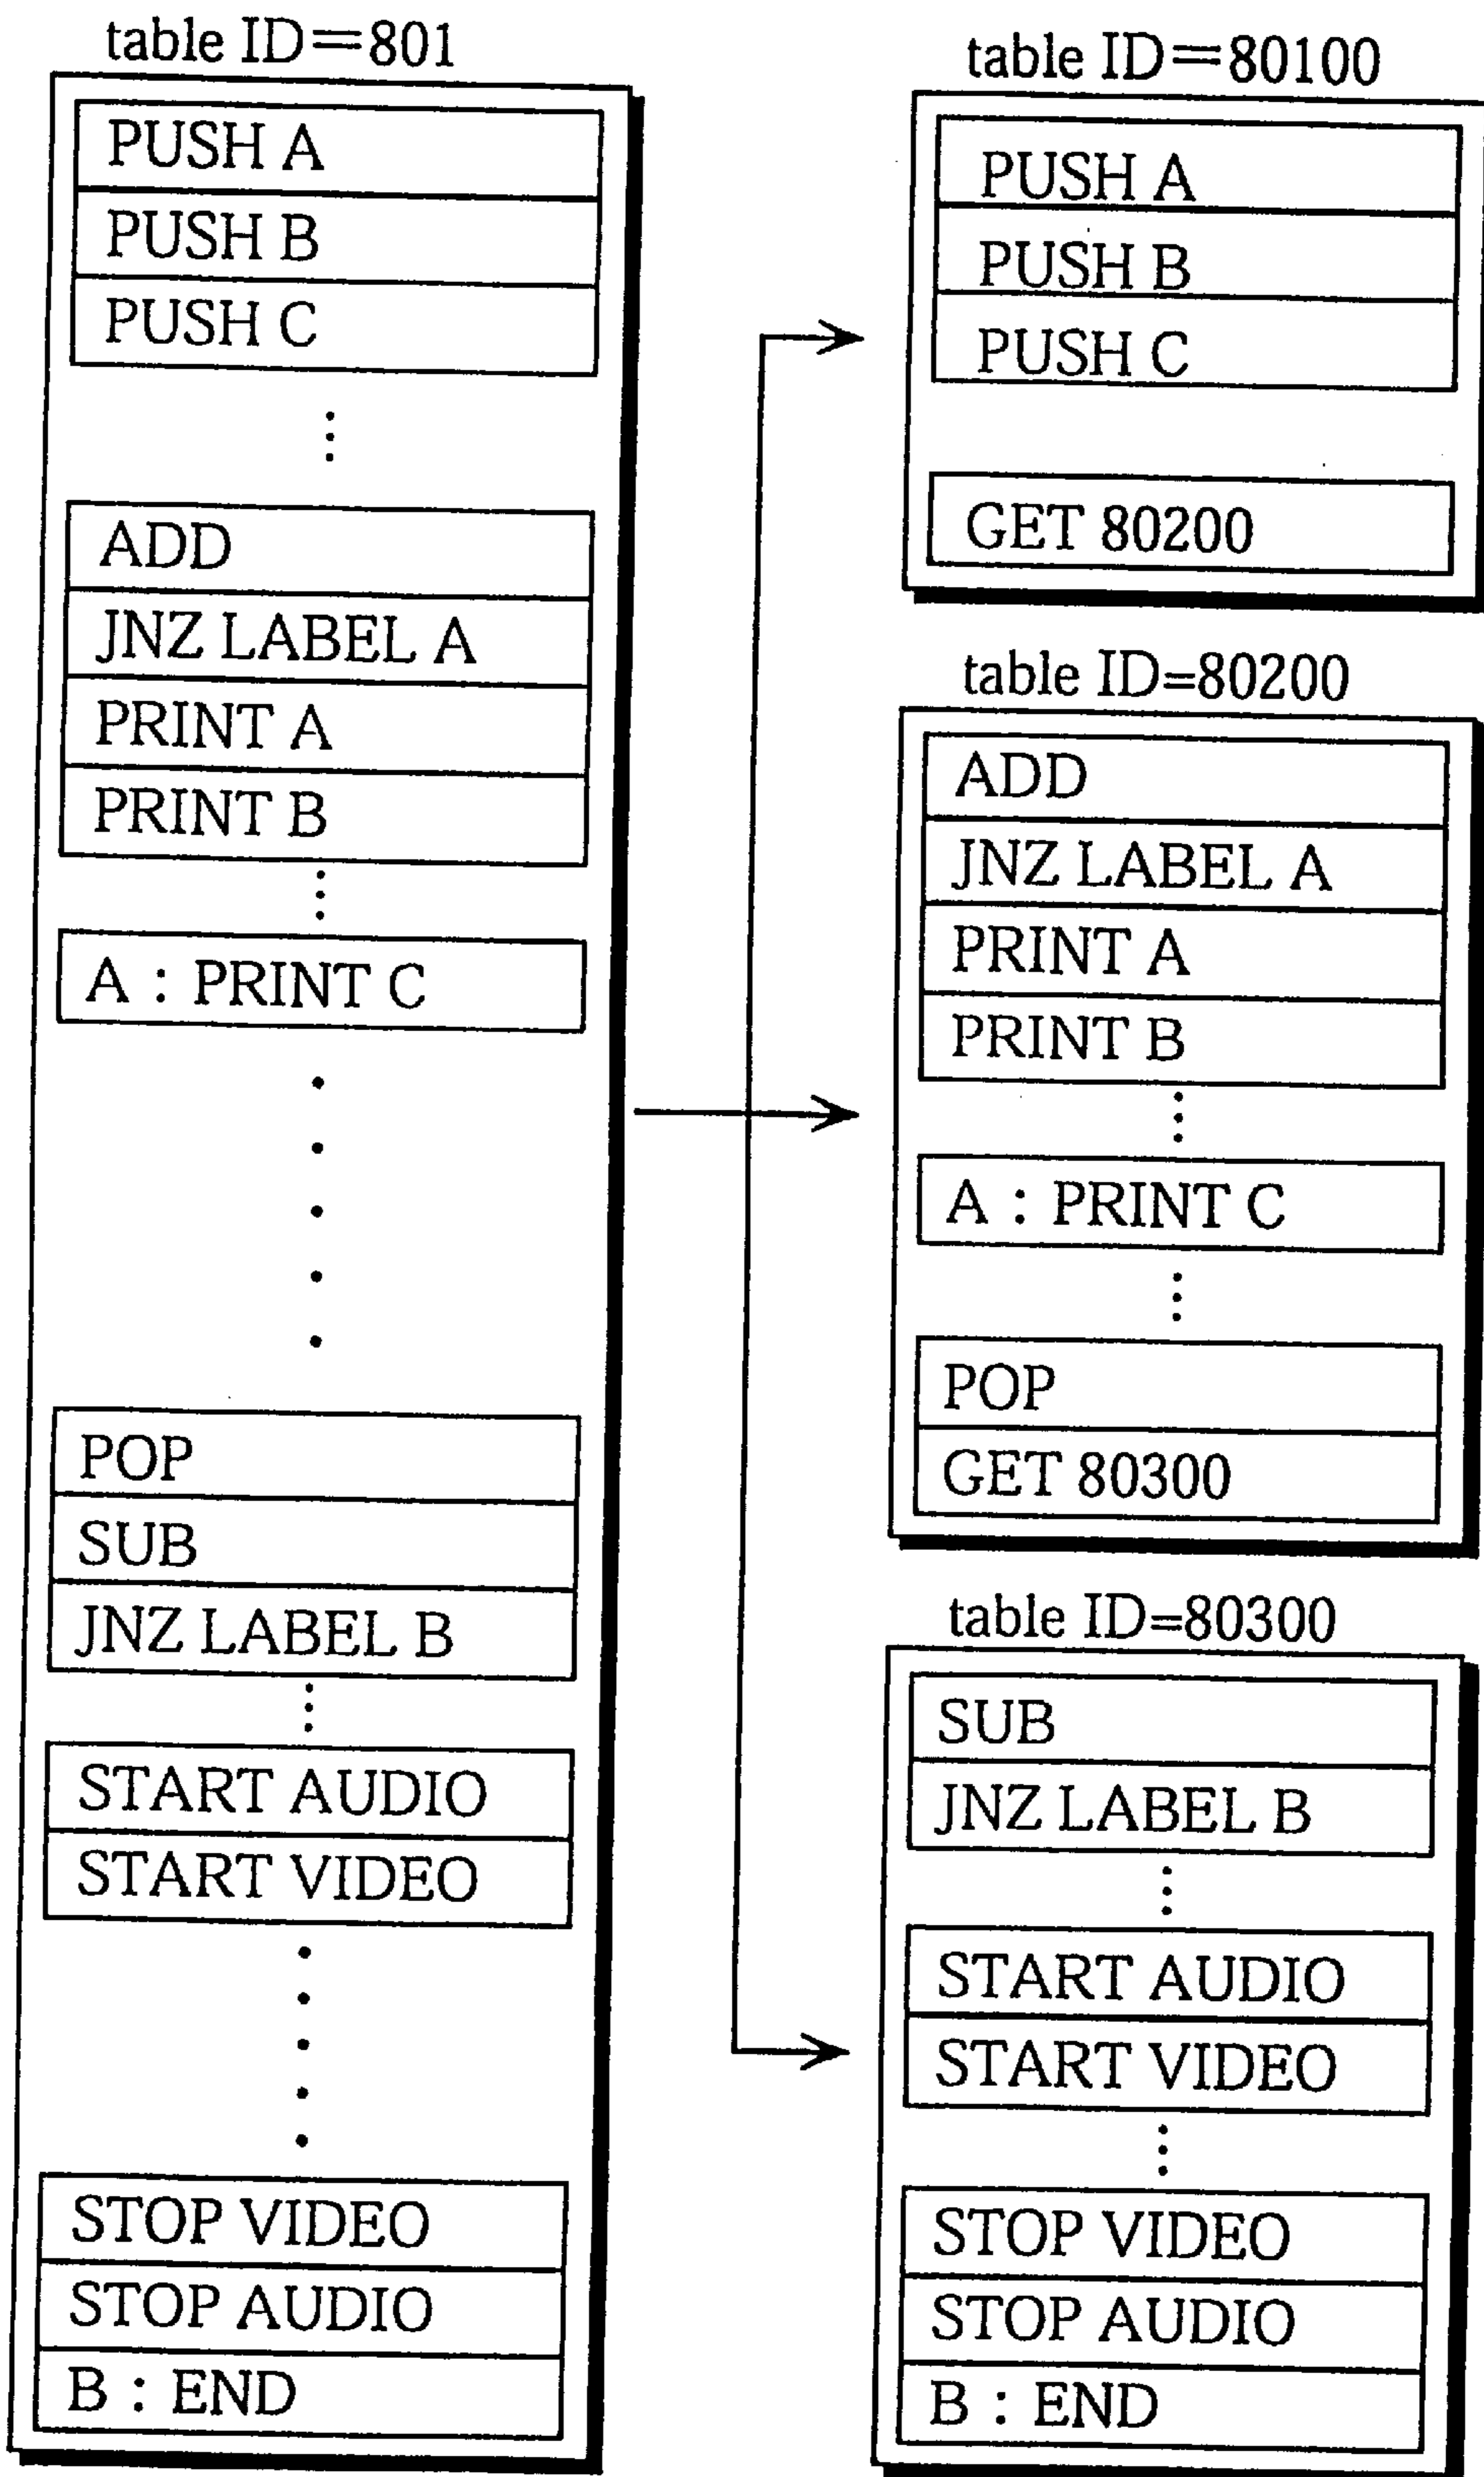 table ID=801
PUSH A
PUSH B
PUSH C
ADD
JNZ LABEL A
PRINT A
PRINT B
A : PRINT C
POP
SUB
JNZ LABEL B
START AUDIO
START VIDEO
STOP VIDEO
STOP AUDIO
B : END
table ID=80100
PUSH A
PUSH B
PUSH C
GET 80200
table ID=80200
ADD
JNZ LABEL A
PRINT A
PRINT B
A : PRINT C
POP
GET 80300
table ID=80300
SUB
JNZ LABEL B
START AUDIO
START VIDEO
STOP VIDEO
STOP AUDIO
B : END